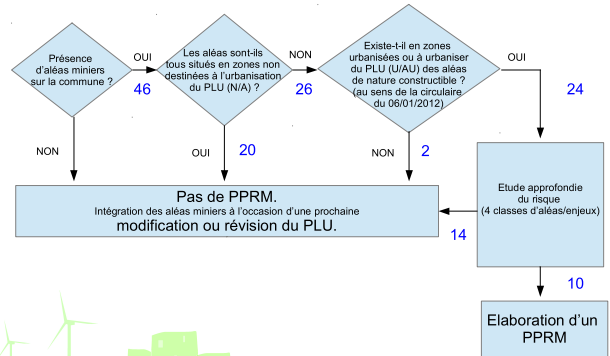 Présence
d'aléas miniers
sur la commune ?
OUI
46
NON
Les aléas sont-ils
tous situés en zones non
destinées à l'urbanisation
du PLU (N/A) ?
NON
26
OUI
20
Existe-t-il en zones
urbanisées ou à urbaniser
du PLU (U/AU) des aléas
de nature constructible ?
(au sens de la circulaire
du 06/01/2012)
OUI
24
NON
2
Pas de PPRM.
Intégration des aléas miniers à l'occasion d'une prochaine
modification ou révision du PLU.
14
Etude approfondie
du risque
(4 classes d'aléas/enjeux)
10
Elaboration d'un
PPRM